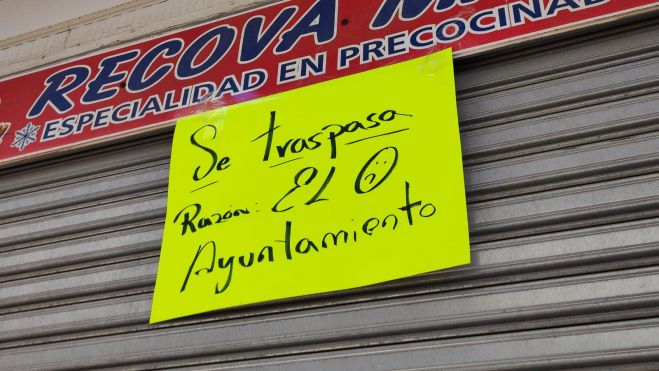 RECOVA
ESPECIALIDAD EN PRECOCINAD
Se traspasa
Razón: EL O
Ayuntamiento